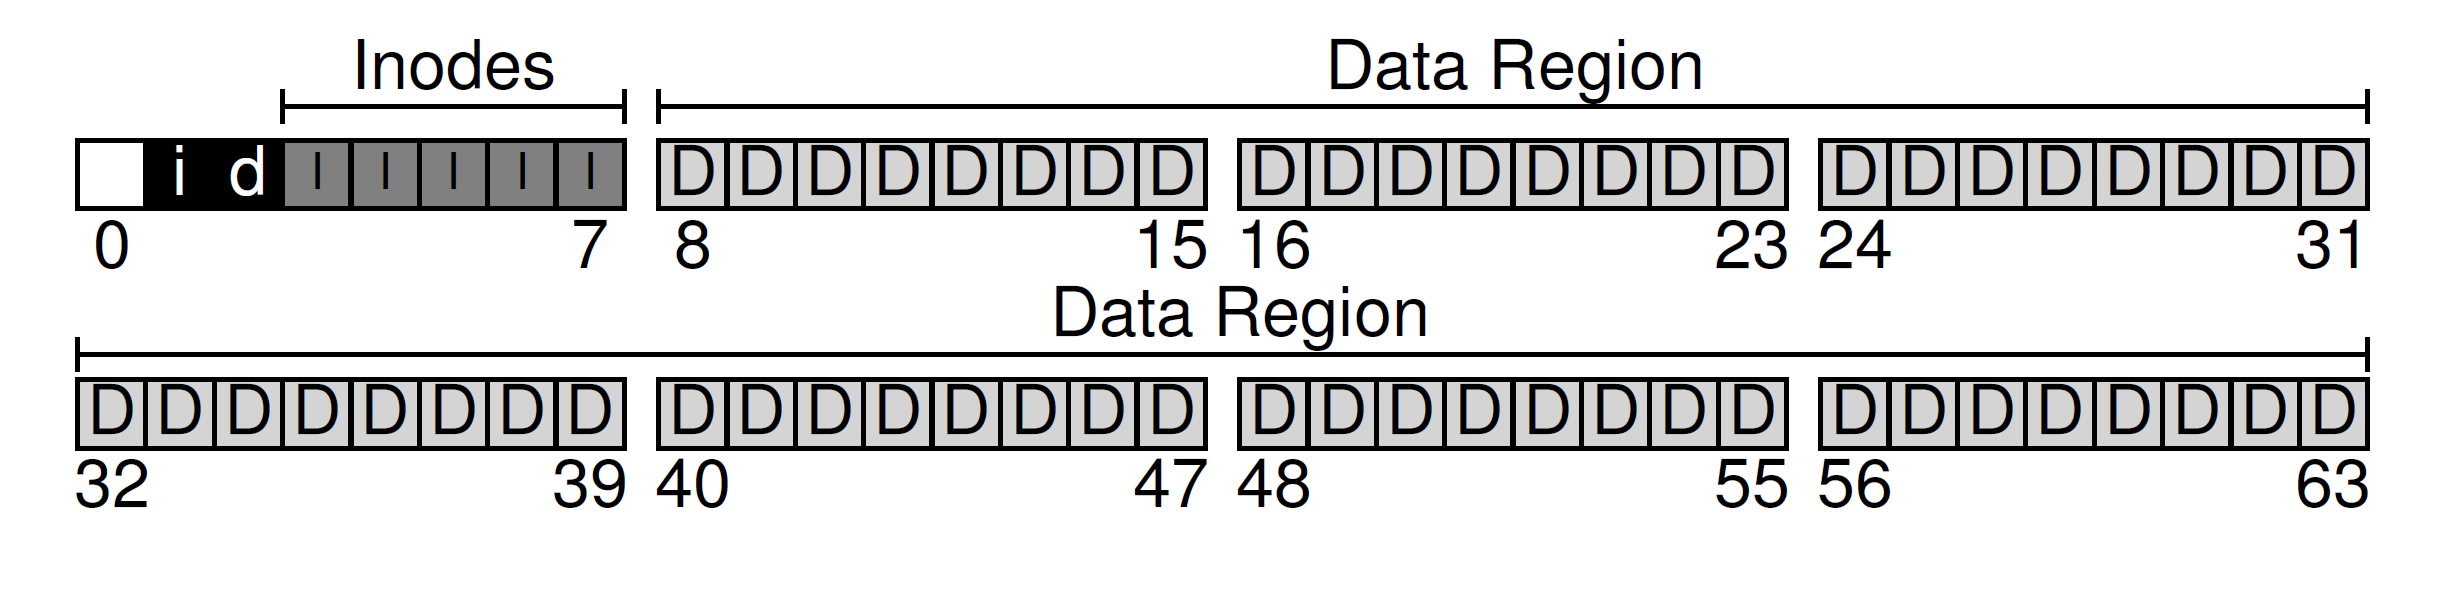 Inodes Data Region
i d I I I I I D D D D D D D D D D D D D D D D D D D D D D D D
0 7 8 15 16 23 24 31
Data Region
D D D D D D D D D D D D D D D D D D D D D D D D D D D D D D D D
32 39 40 47 48 55 56 63